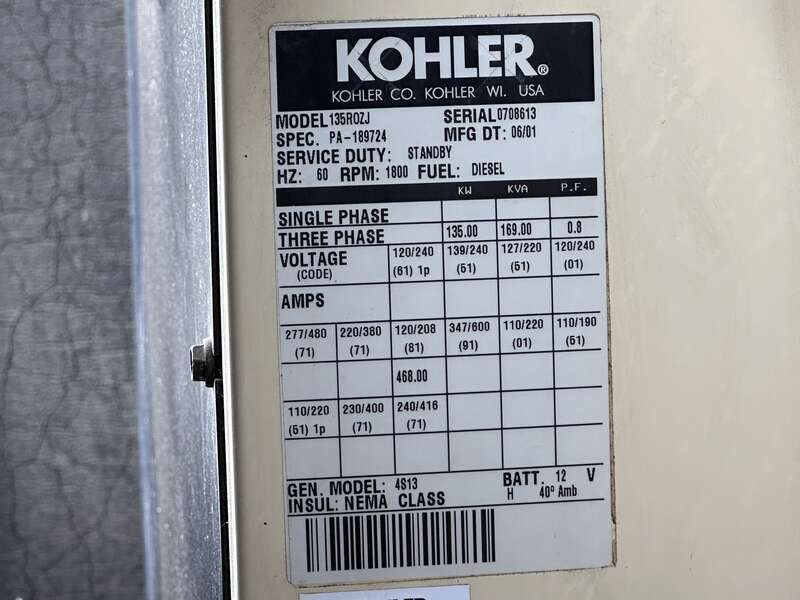 KOHLER®
KOHLER CO. KOHLER WI. USA
MODEL 135ROZJ SERIAL 0708613
SPEC. PA-189724 MFG DT: 06/01
SERVICE DUTY: STANDBY
HZ: 60 RPM: 1800 FUEL: DIESEL
KW KVA P.F.
SINGLE PHASE
THREE PHASE 135.00 169.00 0.8
VOLTAGE 120/240 139/240 127/220 120/240
(CODE) (61) 1p (51) (51) (01)
AMPS
277/480 220/380 120/208 347/600 110/220 110/190
(71) (71) (81) (91) (01) (61)
468.00
110/220 230/400 240/416
(51) 1p (71) (71)
GEN. MODEL: 4S13 BATT. 12 V
INSUL: NEMA CLASS H 40° Amb